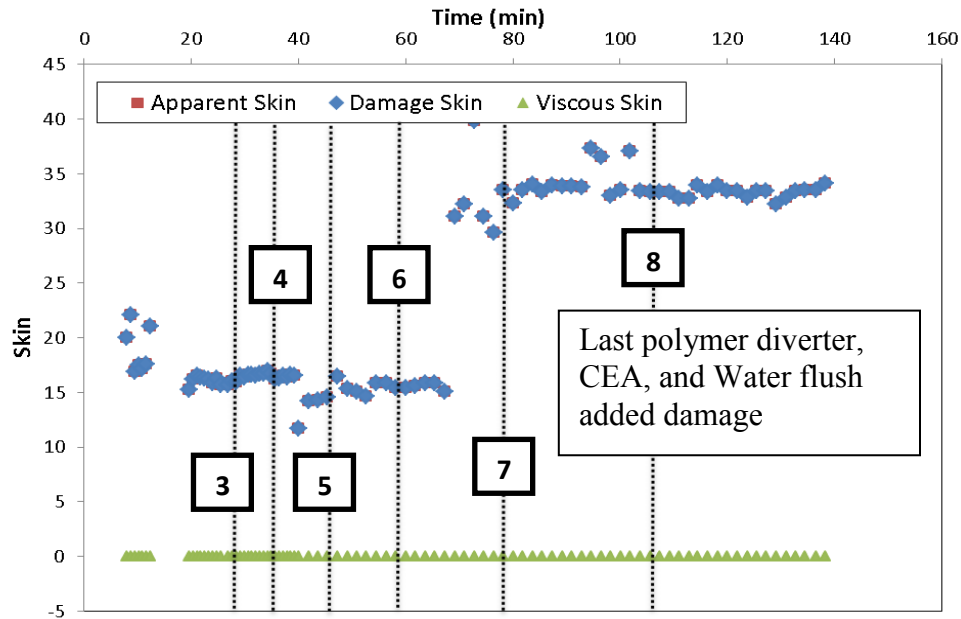 Time (min)
0 20 40 60 80 100 120 140 160
45
40
35
30
25
20
15
10
5
0
-5
Skin
Apparent Skin Damage Skin Viscous Skin
4
6
8
3
5
7
Last polymer diverter,
CEA, and Water flush
added damage